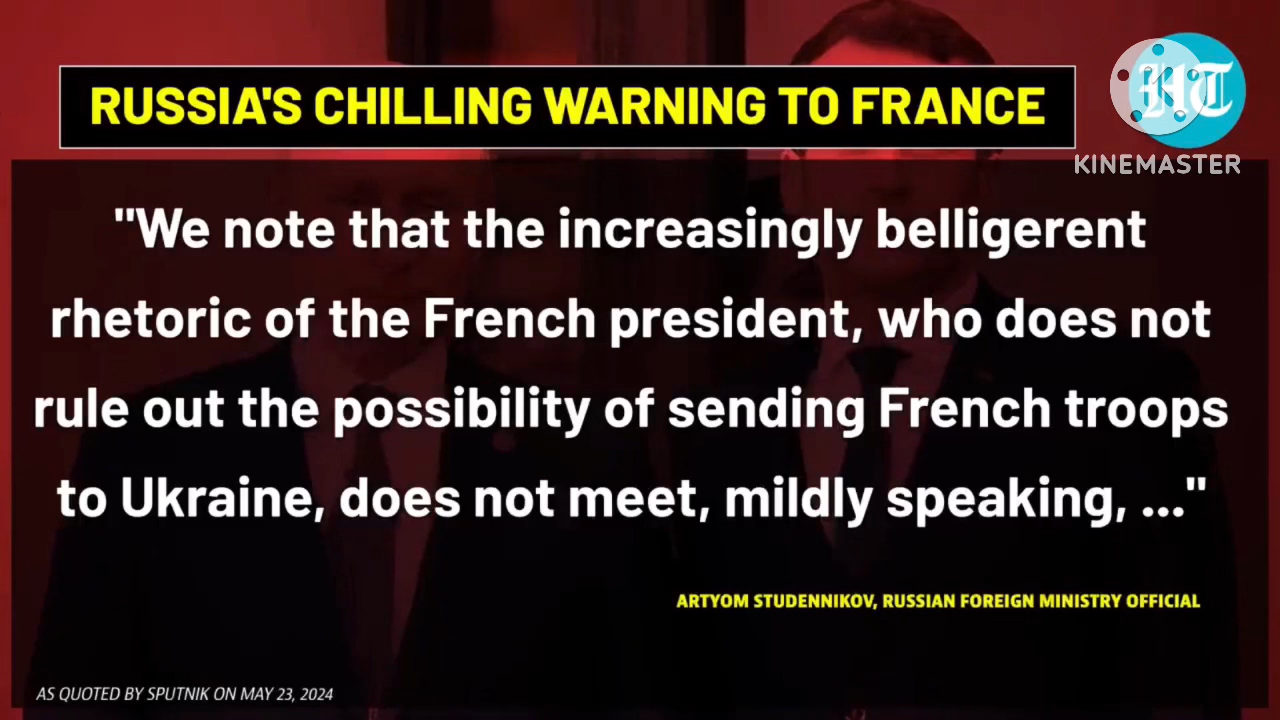 RUSSIA'S CHILLING WARNING TO FRANCE
HT
KINEMASTER
"We note that the increasingly belligerent
rhetoric of the French president, who does not
rule out the possibility of sending French troops
to Ukraine, does not meet, mildly speaking, ..."
ARTYOM STUDENNIKOV, RUSSIAN FOREIGN MINISTRY OFFICIAL
AS QUOTED BY SPUTNIK ON MAY 23, 2024